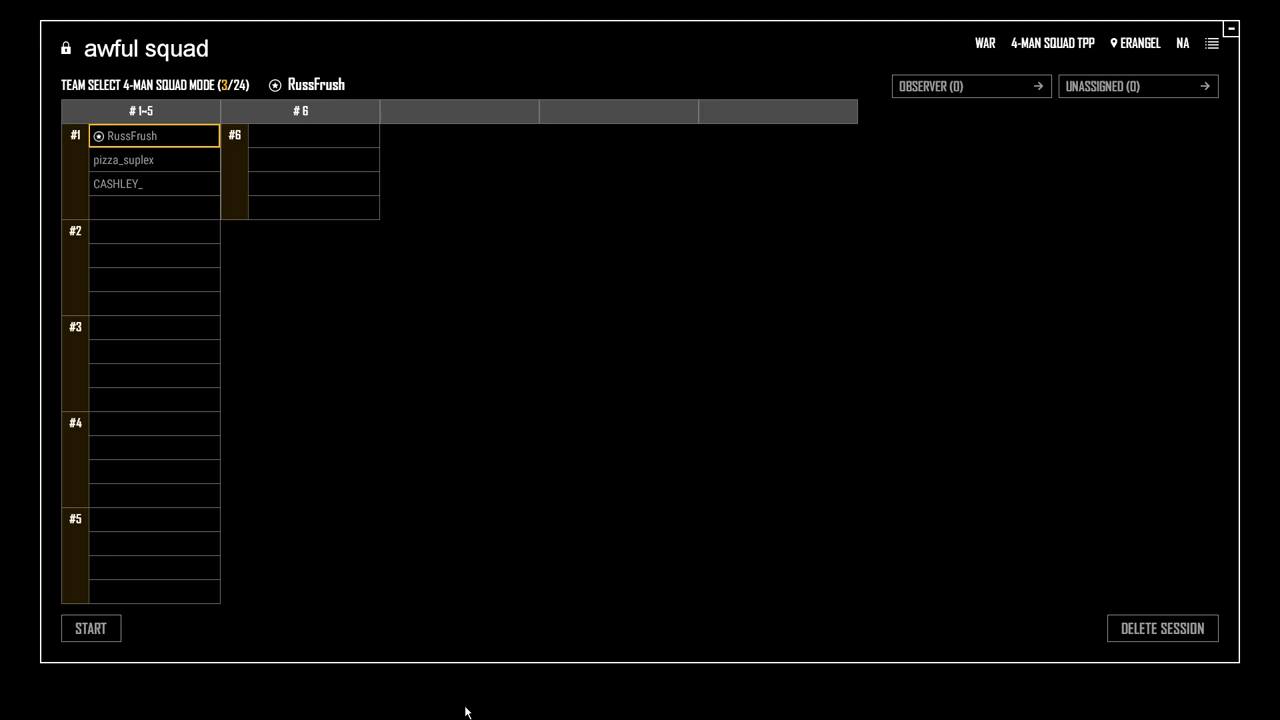 awful squad
WAR 4-MAN SQUAD TPP ERANGEL NA
TEAM SELECT 4-MAN SQUAD MODE (3/24) RussFrush
OBSERVER (0) UNASSIGNED (0)
# 1~5 # 6
#1 RussFrush #6
pizza_suplex
CASHLEY_
#2
#3
#4
#5
START DELETE SESSION